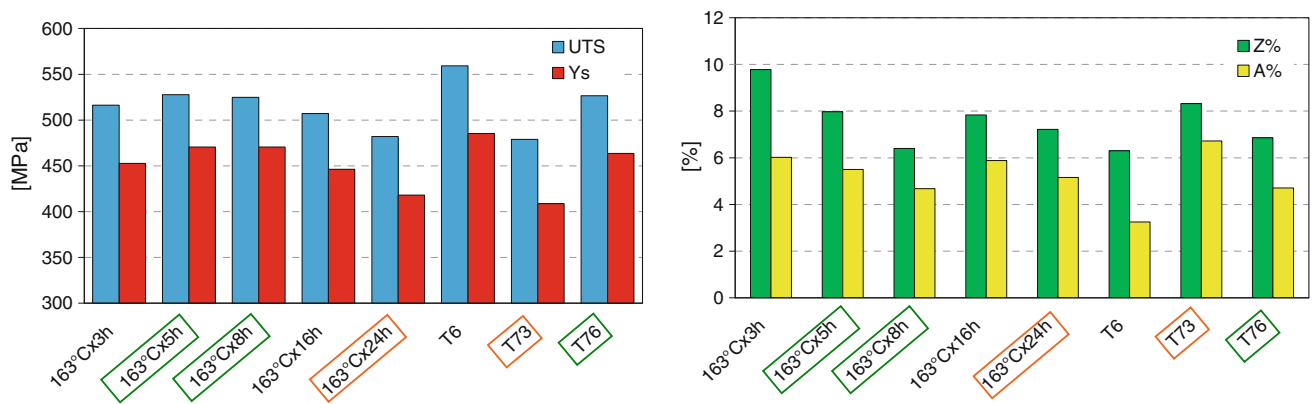 600
550
500
450
400
350
300
[MPa]
UTS
Ys
163°Cx3h
163°Cx5h
163°Cx8h
163°Cx16h
163°Cx24h
T6
T73
T76
12
10
8
6
4
2
0
[%]
Z%
A%
163°Cx3h
163°Cx5h
163°Cx8h
163°Cx16h
163°Cx24h
T6
T73
T76